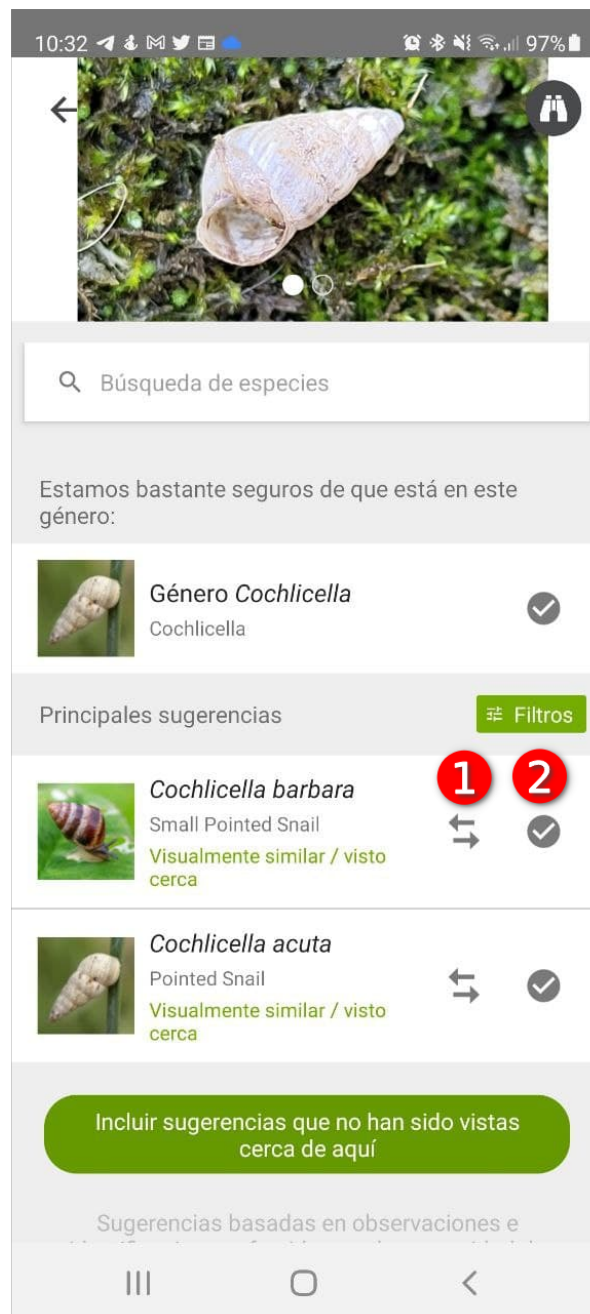 10:32 97%
Búsqueda de especies
Estamos bastante seguros de que está en este
género:
Género Cochlicella
Cochlicella
Principales sugerencias
Filtros
1 2
Cochlicella barbara
Small Pointed Snail
Visualmente similar / visto
cerca
Cochlicella acuta
Pointed Snail
Visualmente similar / visto
cerca
Incluir sugerencias que no han sido vistas
cerca de aquí
Sugerencias basadas en observaciones e